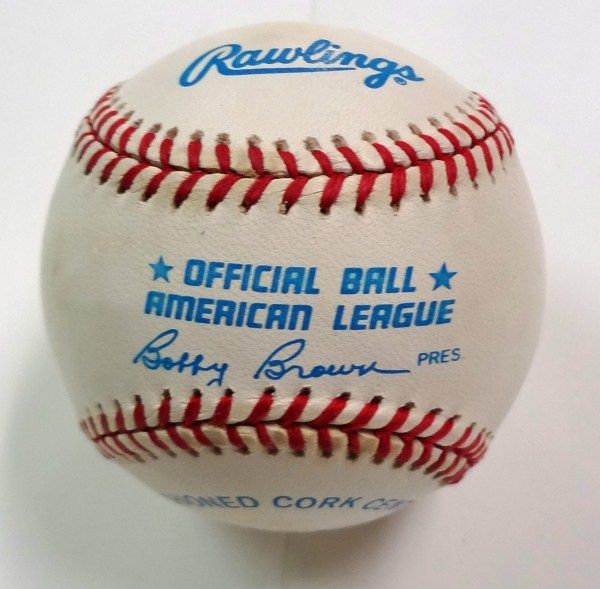 Rawlings®
★ OFFICIAL BALL ★
AMERICAN LEAGUE
Bobby Brown PRES.
CORK